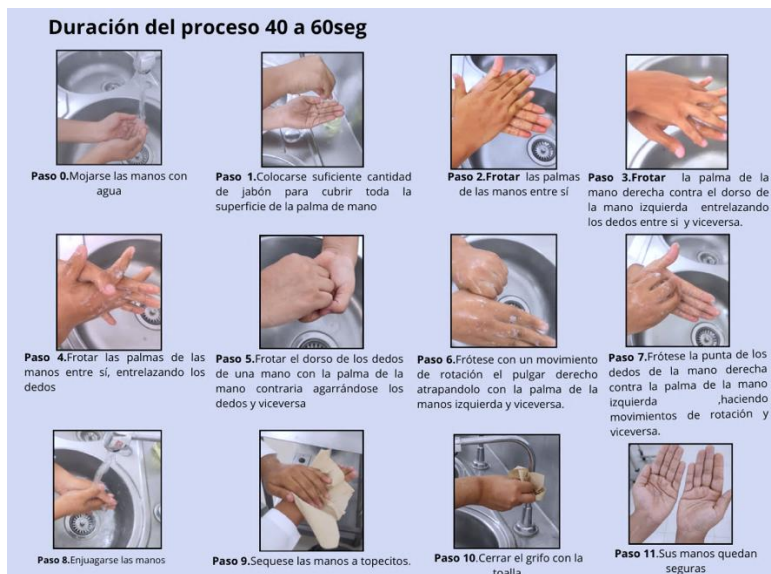 Duración del proceso 40 a 60seg
Paso 0.Mojarse las manos con
agua
Paso 1.Colocarse suficiente cantidad
de jabón para cubrir toda la
superficie de la palma de mano
Paso 2.Frotar las palmas
de las manos entre sí
Paso 3.Frotar la palma de la
mano derecha contra el dorso de
la mano izquierda entrelazando
los dedos entre si y viceversa.
Paso 4.Frotar las palmas de las
manos entre sí, entrelazando los
dedos
Paso 5.Frotar el dorso de los dedos
de una mano con la palma de la
mano contraria agarrándose los
dedos y viceversa
Paso 6.Frótese con un movimiento
de rotación el pulgar derecho
atrapandolo con la palma de la
manos izquierda y viceversa.
Paso 7.Frótese la punta de los
dedos de la mano derecha
contra la palma de la mano
izquierda ,haciendo
movimientos de rotación y
viceversa.
Paso 8.Enjuagarse las manos
Paso 9.Sequese las manos a topecitos.
Paso 10.Cerrar el grifo con la
toalla
Paso 11.Sus manos quedan
seguras